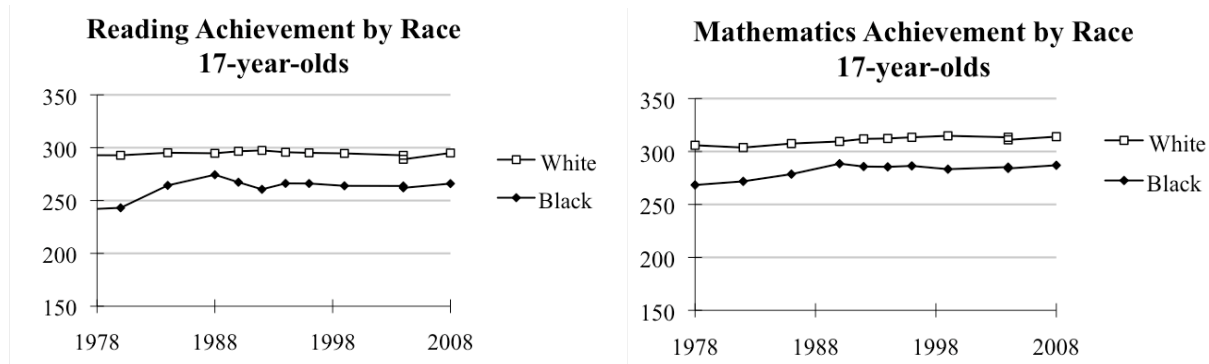 Reading Achievement by Race
17-year-olds
350
300
250
200
150
1978
1988
1998
2008
White
Black
Mathematics Achievement by Race
17-year-olds
350
300
250
200
150
1978
1988
1998
2008
White
Black